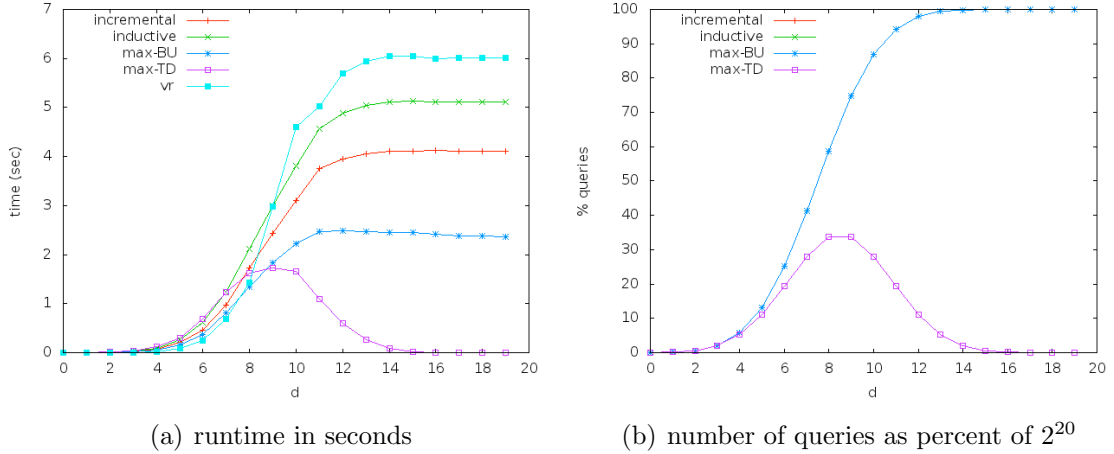 incremental
inductive
max-BU
max-TD
vr
time (sec)
7
6
5
4
3
2
1
0
0 2 4 6 8 10 12 14 16 18 20
d
(a) runtime in seconds
incremental
inductive
max-BU
max-TD
% queries
100
90
80
70
60
50
40
30
20
10
0
0 2 4 6 8 10 12 14 16 18 20
d
(b) number of queries as percent of 2^20